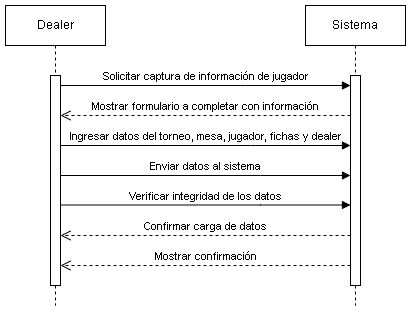 Dealer
Sistema
Solicitar captura de información de jugador
Mostrar formulario a completar con información
Ingresar datos del torneo, mesa, jugador, fichas y dealer
Enviar datos al sistema
Verificar integridad de los datos
Confirmar carga de datos
Mostrar confirmación